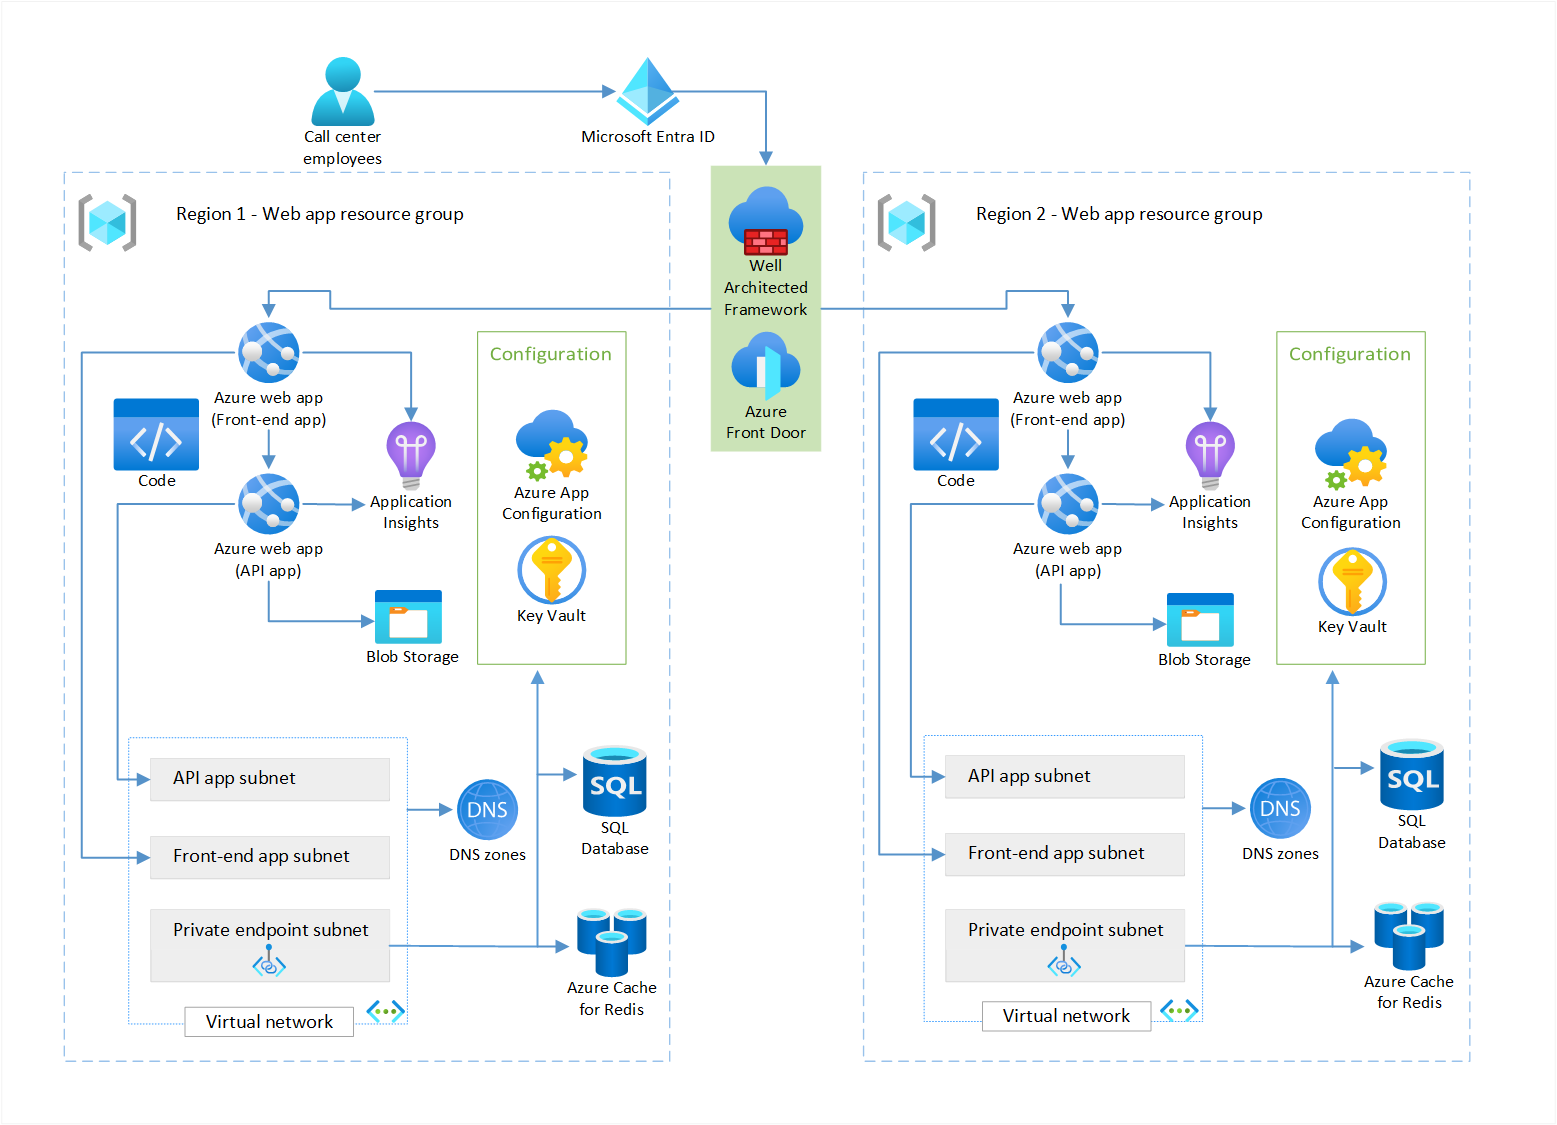 Call center
employees
Microsoft Entra ID
Region 1 - Web app resource group
Well
Architected
Framework
Azure
Front Door
Region 2 - Web app resource group
Azure web app
(Front-end app)
Code
Application
Insights
Azure web app
(API app)
Blob Storage
Configuration
Azure App
Configuration
Key Vault
API app subnet
Front-end app subnet
Private endpoint subnet
Virtual network
DNS
DNS zones
SQL
SQL
Database
Azure Cache
for Redis
Azure web app
(Front-end app)
Code
Application
Insights
Azure web app
(API app)
Blob Storage
Configuration
Azure App
Configuration
Key Vault
API app subnet
Front-end app subnet
Private endpoint subnet
Virtual network
DNS
DNS zones
SQL
SQL
Database
Azure Cache
for Redis